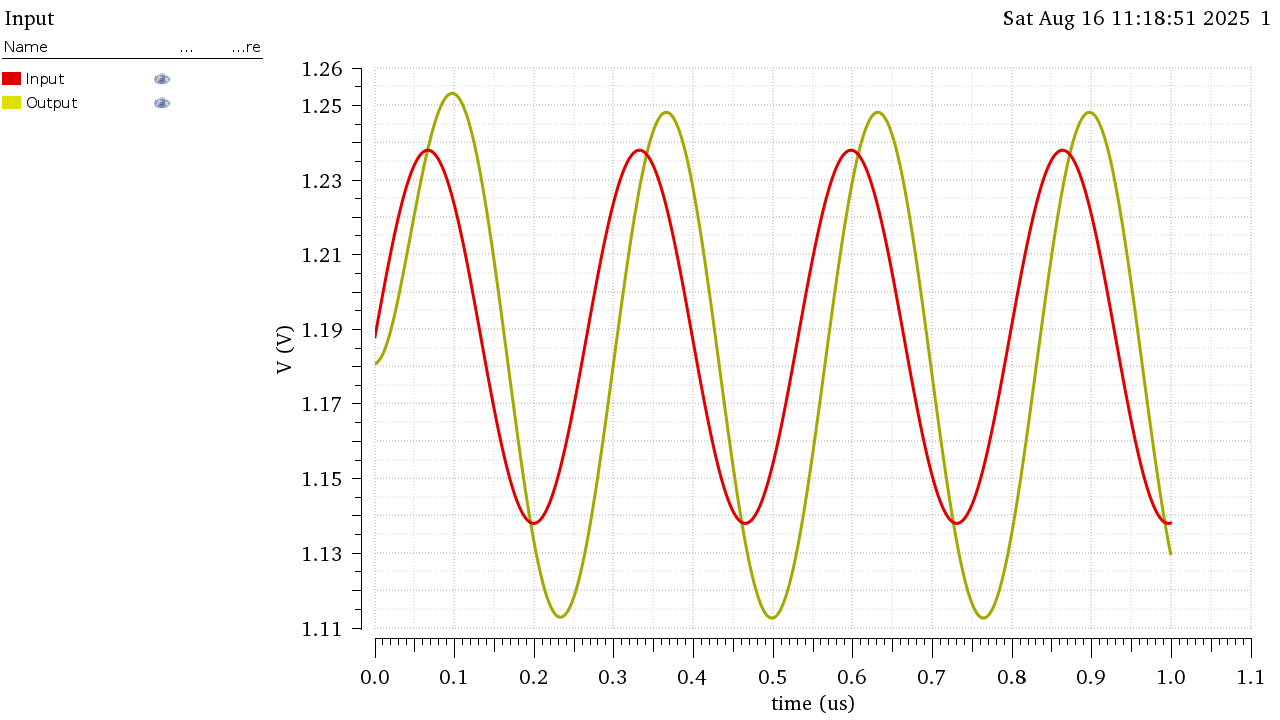 Input
Sat Aug 16 11:18:51 2025 1
Name ... ...re
Input
Output
1.26
1.25
1.23
1.21
1.19
1.17
1.15
1.13
1.11
V (V)
0.0 0.1 0.2 0.3 0.4 0.5 0.6 0.7 0.8 0.9 1.0 1.1
time (us)